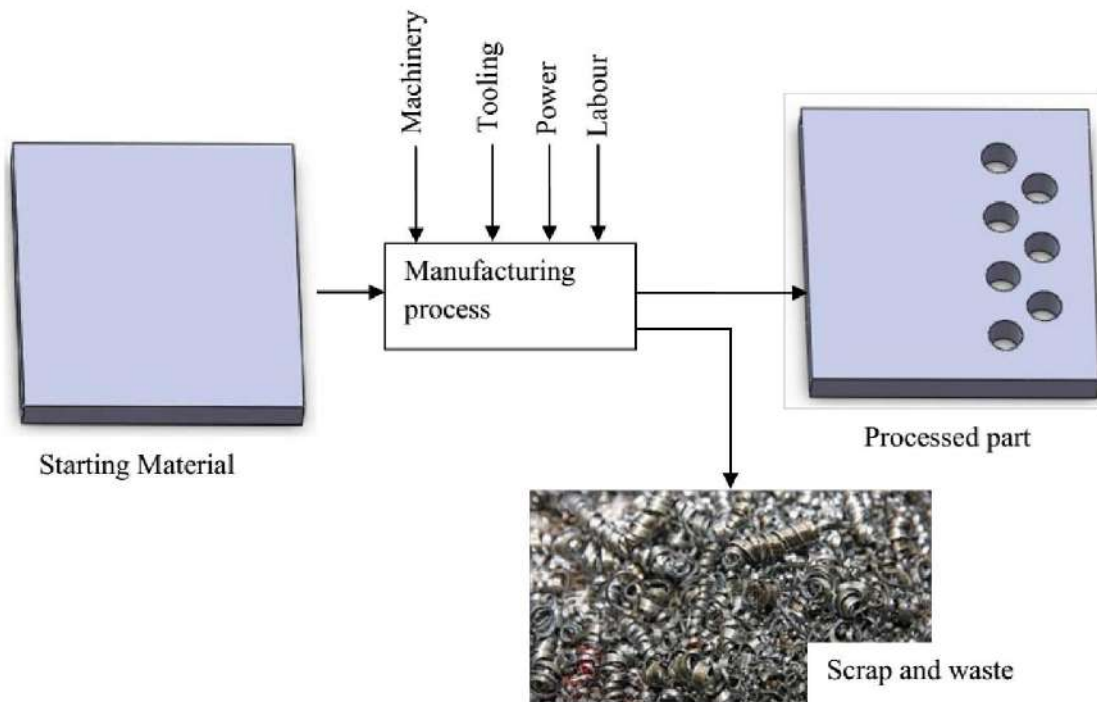 Machinery
Tooling
Power
Labour
Manufacturing
process
Starting Material
Processed part
Scrap and waste